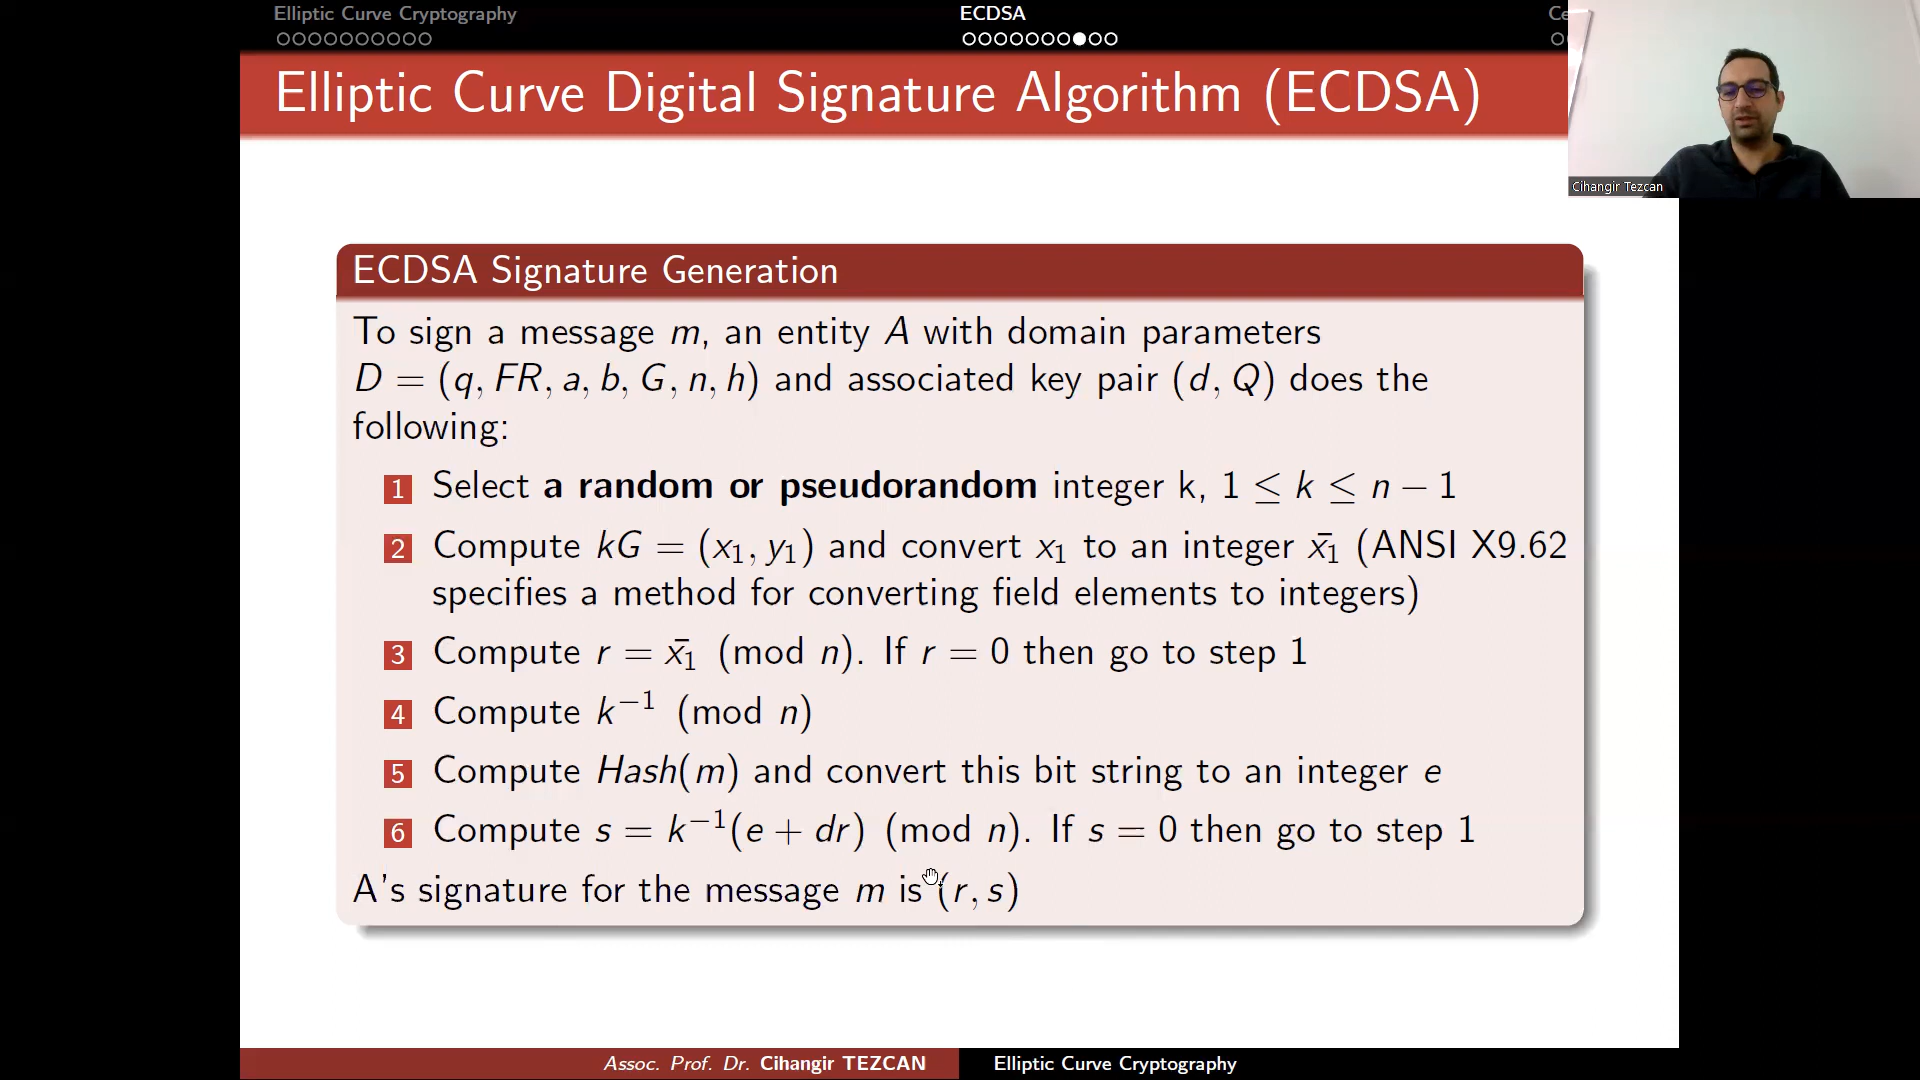 Elliptic Curve Cryptography
ECDSA
Ce
Elliptic Curve Digital Signature Algorithm (ECDSA)
Cihangir Tezcan
ECDSA Signature Generation
To sign a message m, an entity A with domain parameters
D = (q, FR, a, b, G, n, h) and associated key pair (d, Q) does the
following:
1 Select a random or pseudorandom integer k, 1 ≤ k ≤ n − 1
2 Compute kG = (x₁, y₁) and convert x₁ to an integer x̄₁ (ANSI X9.62
specifies a method for converting field elements to integers)
3 Compute r = x̄₁ (mod n). If r = 0 then go to step 1
4 Compute k⁻¹ (mod n)
5 Compute Hash(m) and convert this bit string to an integer e
6 Compute s = k⁻¹(e + dr) (mod n). If s = 0 then go to step 1
A's signature for the message m is (r, s)
Assoc. Prof. Dr. Cihangir TEZCAN
Elliptic Curve Cryptography